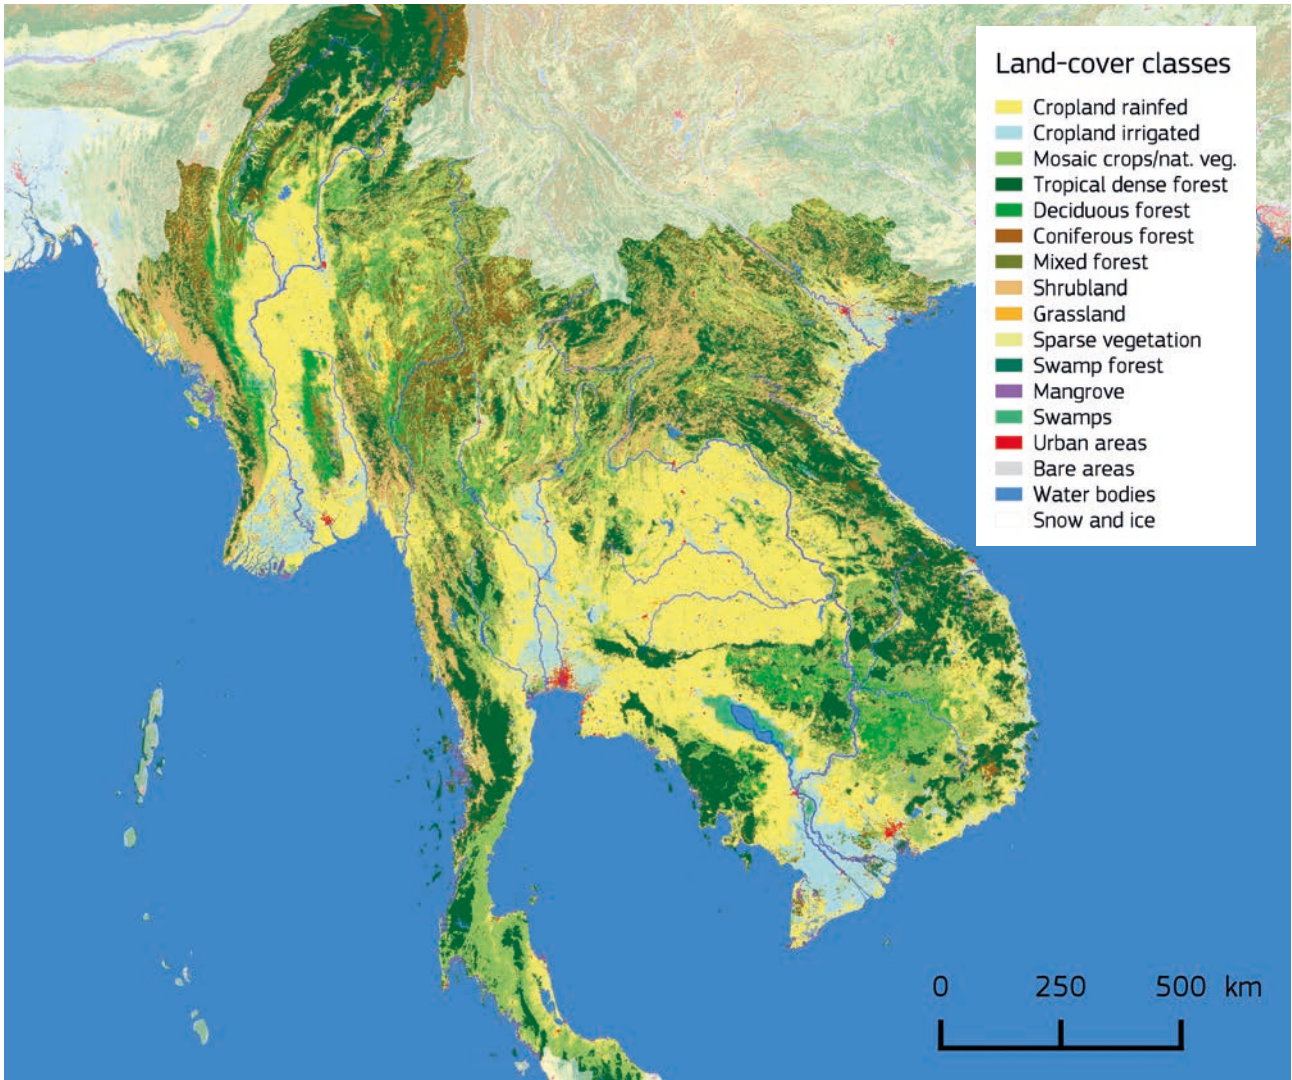 Land-cover classes
Cropland rainfed
Cropland irrigated
Mosaic crops/nat. veg.
Tropical dense forest
Deciduous forest
Coniferous forest
Mixed forest
Shrubland
Grassland
Sparse vegetation
Swamp forest
Mangrove
Swamps
Urban areas
Bare areas
Water bodies
Snow and ice
0 250 500 km